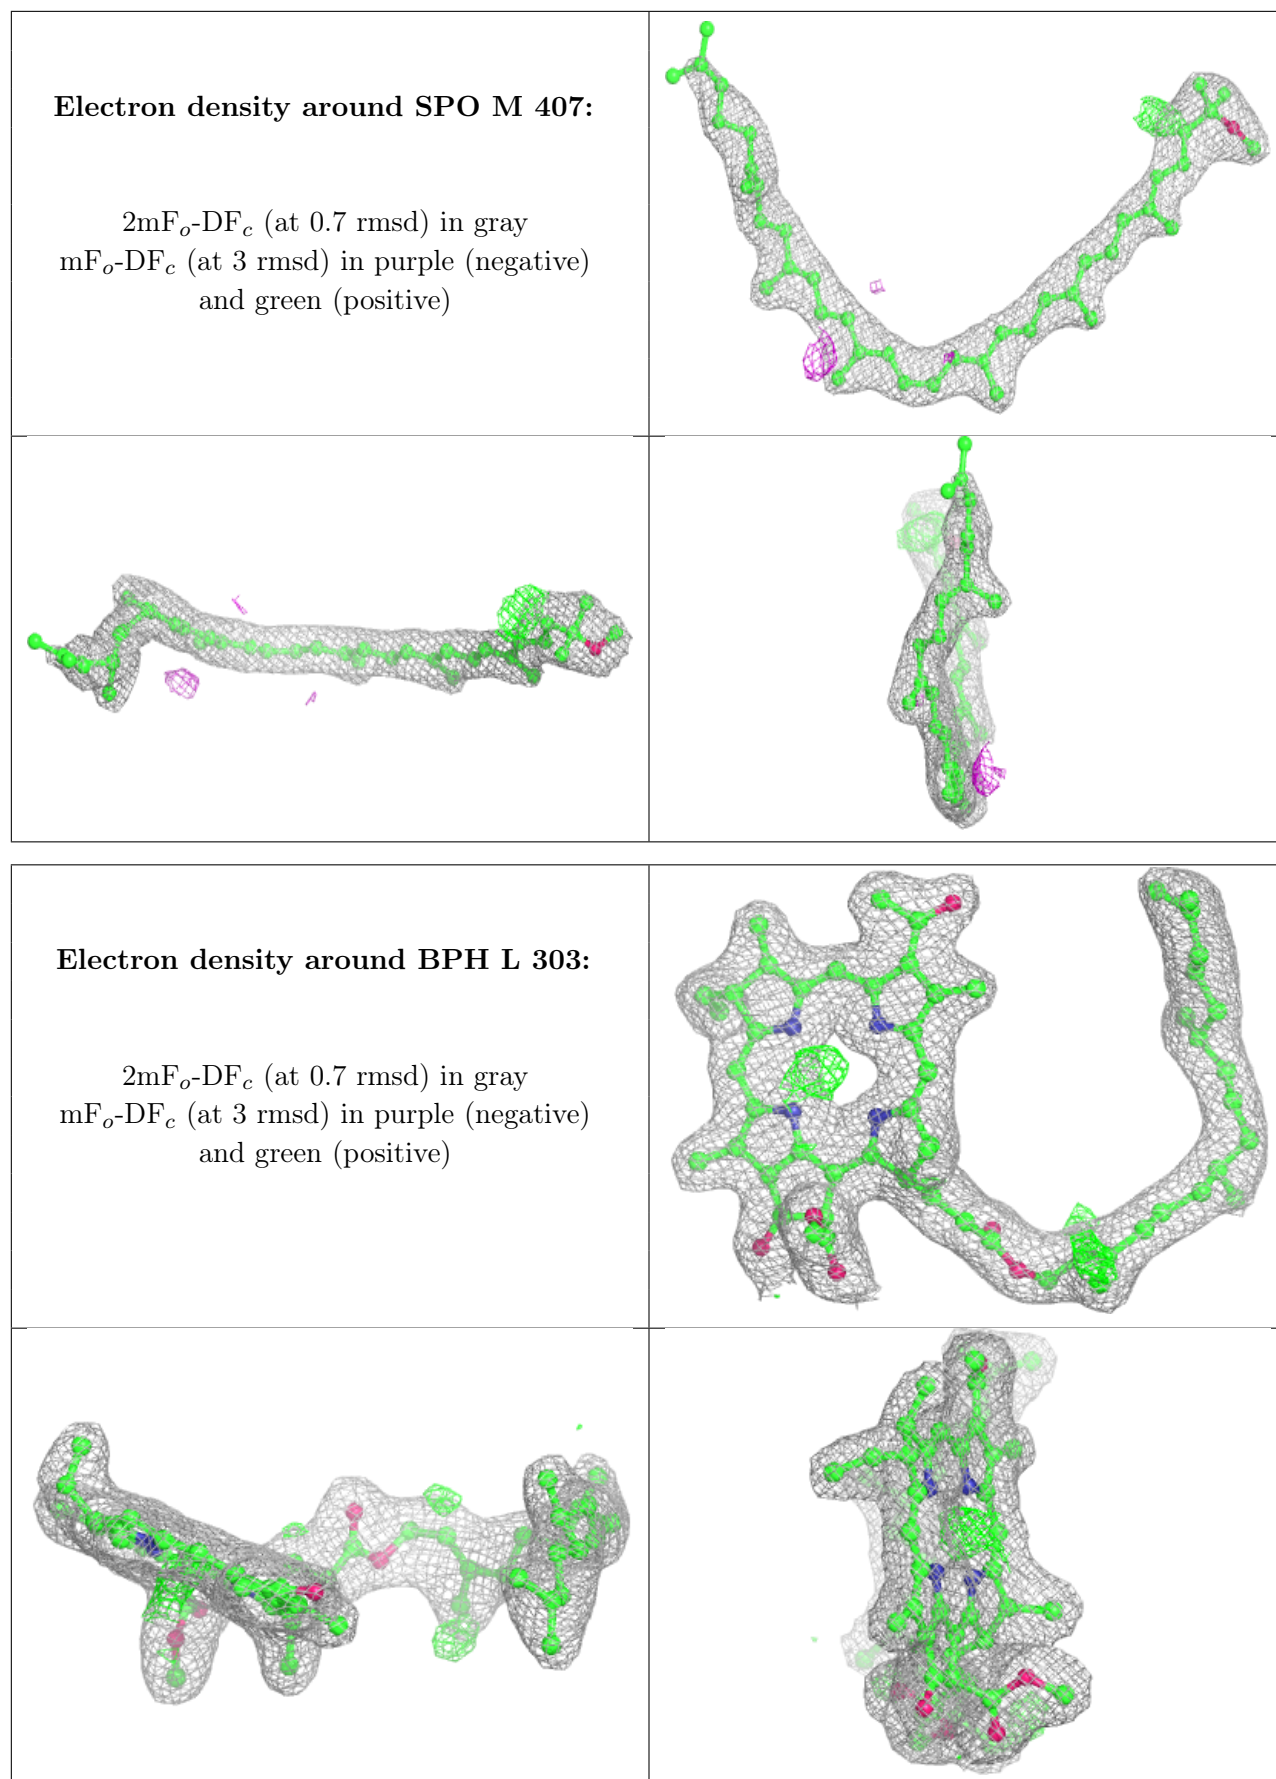 Electron density around SPO M 407:
2mFo-DFc (at 0.7 rmsd) in gray
mFo-DFc (at 3 rmsd) in purple (negative)
and green (positive)
Electron density around BPH L 303:
2mFo-DFc (at 0.7 rmsd) in gray
mFo-DFc (at 3 rmsd) in purple (negative)
and green (positive)